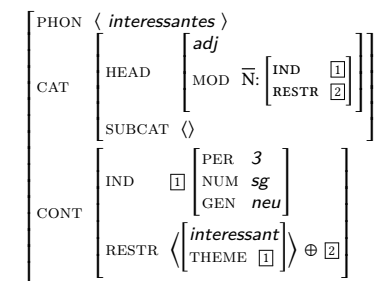 PHON ⟨ interessantes ⟩
adj
CAT HEAD MOD N̅: IND 1
RESTR 2
SUBCAT ⟨⟩
PER 3
IND 1 NUM sg
GEN neu
CONT
RESTR ⟨ interessant
THEME 1 ⟩ ⊕ 2